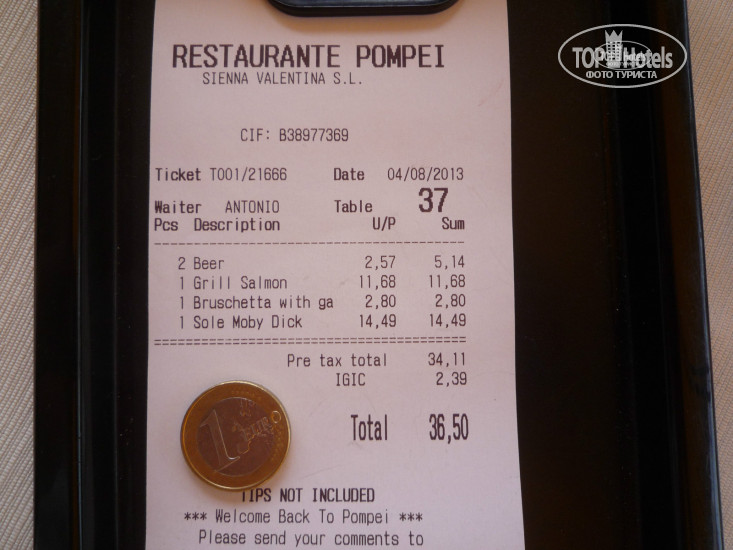 RESTAURANTE POMPEI
SIENNA VALENTINA S.L.
CIF: B38977369
Ticket T001/21666 Date 04/08/2013
Waiter ANTONIO Table 37
Pcs Description U/P Sum
2 Beer 2,57 5,14
1 Grill Salmon 11,68 11,68
1 Bruschetta with ga 2,80 2,80
1 Sole Moby Dick 14,49 14,49
Pre tax total 34,11
IGIC 2,39
Total 36,50
TIPS NOT INCLUDED
*** Welcome Back To Pompei ***
Please send your comments to
1
TOP Hotels
ФОТО ТУРИСТА